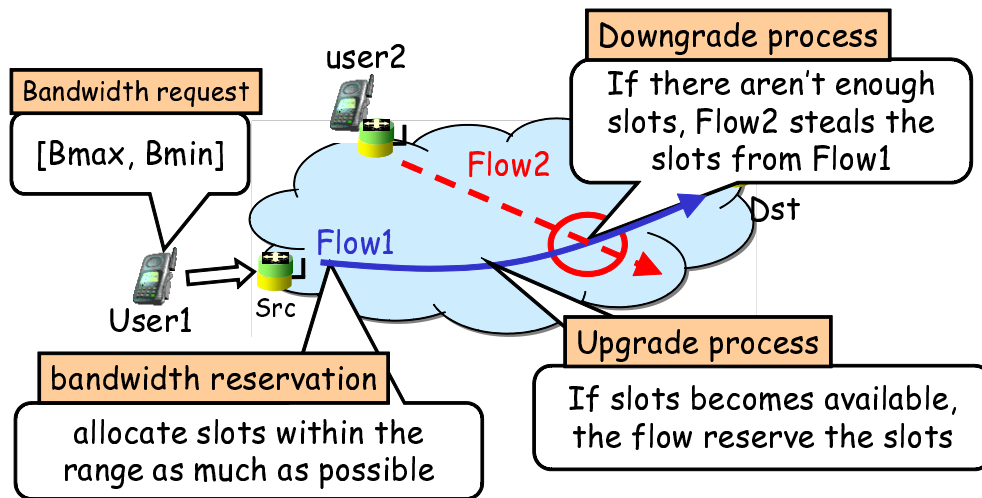 Downgrade process
If there aren't enough
slots, Flow2 steals the
slots from Flow1
user2
Bandwidth request
[Bmax, Bmin]
Flow2
Dst
Flow1
Src
User1
Upgrade process
If slots becomes available,
the flow reserve the slots
bandwidth reservation
allocate slots within the
range as much as possible